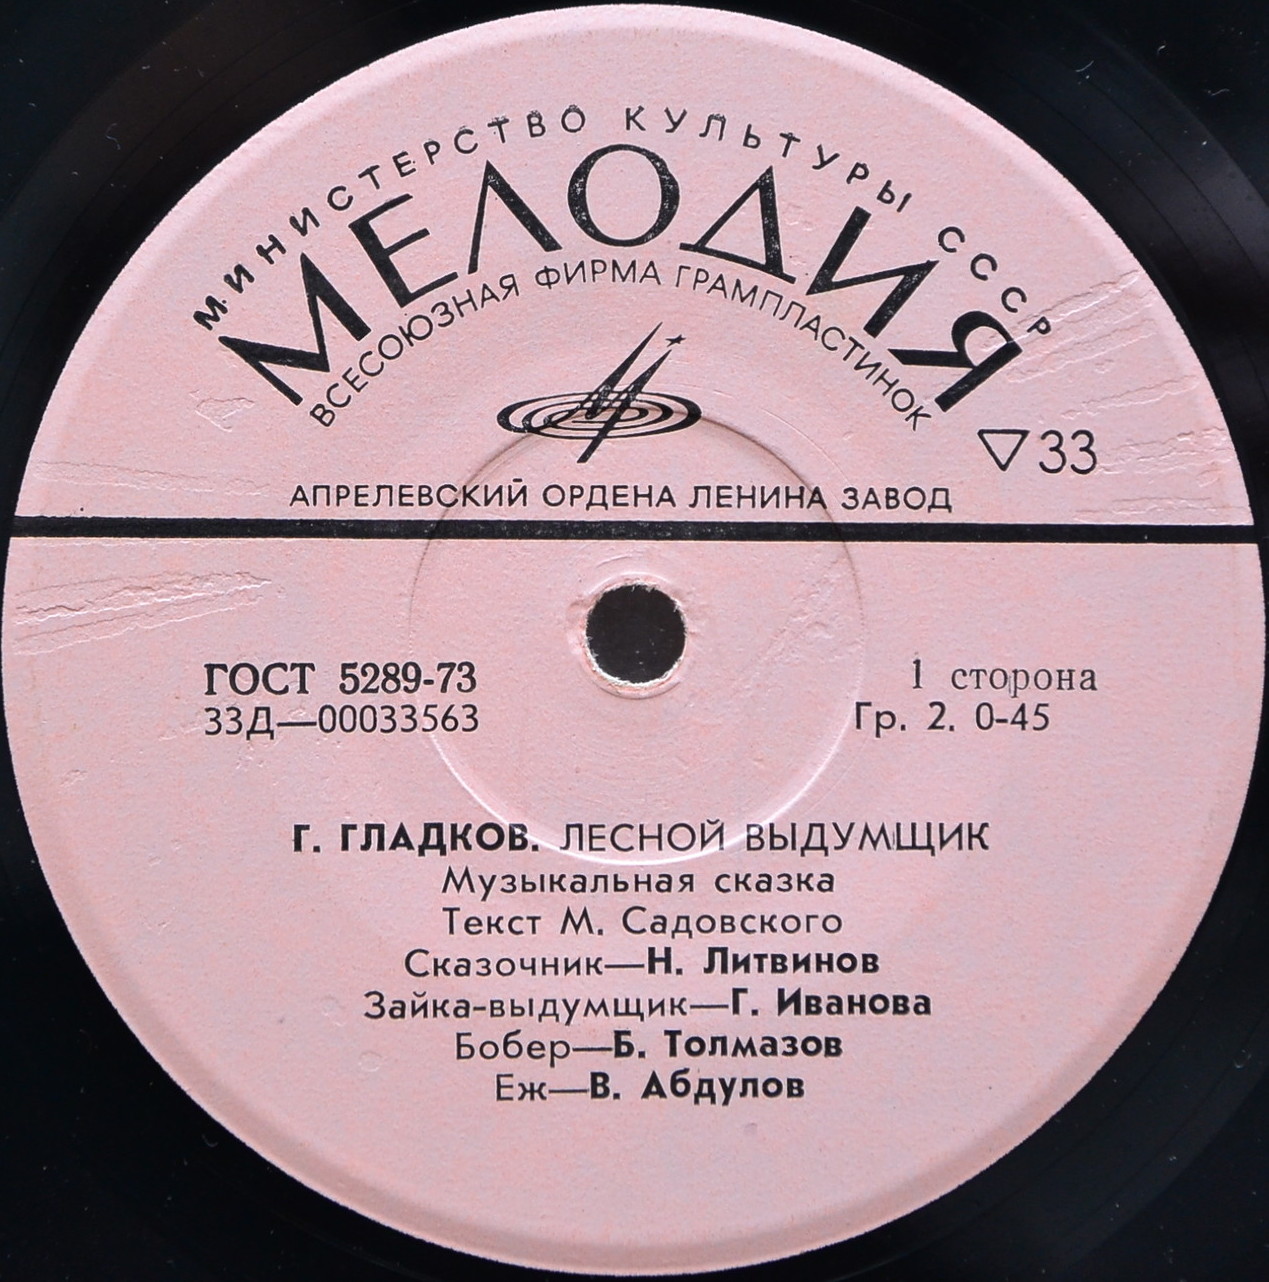 МИНИСТЕРСТВО КУЛЬТУРЫ СССР
МЕЛОДИЯ
ВСЕСОЮЗНАЯ ФИРМА ГРАМПЛАСТИНОК
▽33
АПРЕЛЕВСКИЙ ОРДЕНА ЛЕНИНА ЗАВОД
ГОСТ 5289-73
33Д—00033563
1 сторона
Гр. 2. 0-45
Г. ГЛАДКОВ. ЛЕСНОЙ ВЫДУМЩИК
Музыкальная сказка
Текст М. Садовского
Сказочник—Н. Литвинов
Зайка-выдумщик—Г. Иванова
Бобер—Б. Толмазов
Еж—В. Абдулов